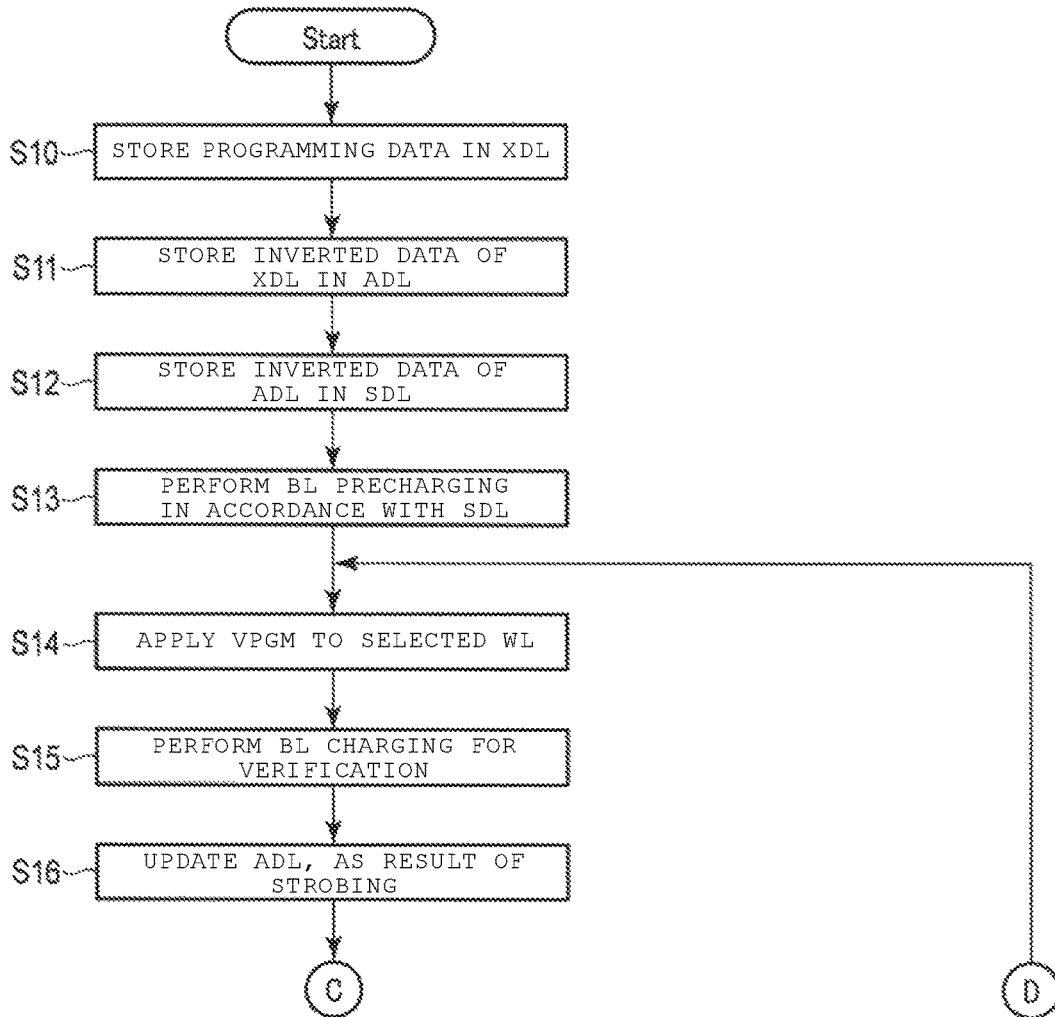 Start
S10
STORE PROGRAMMING DATA IN XDL
S11
STORE INVERTED DATA OF
XDL IN ADL
S12
STORE INVERTED DATA OF
ADL IN SDL
S13
PERFORM BL PRECHARGING
IN ACCORDANCE WITH SDL
S14
APPLY VPGM TO SELECTED WL
S15
PERFORM BL CHARGING FOR
VERIFICATION
S16
UPDATE ADL, AS RESULT OF
STROBING
C
D